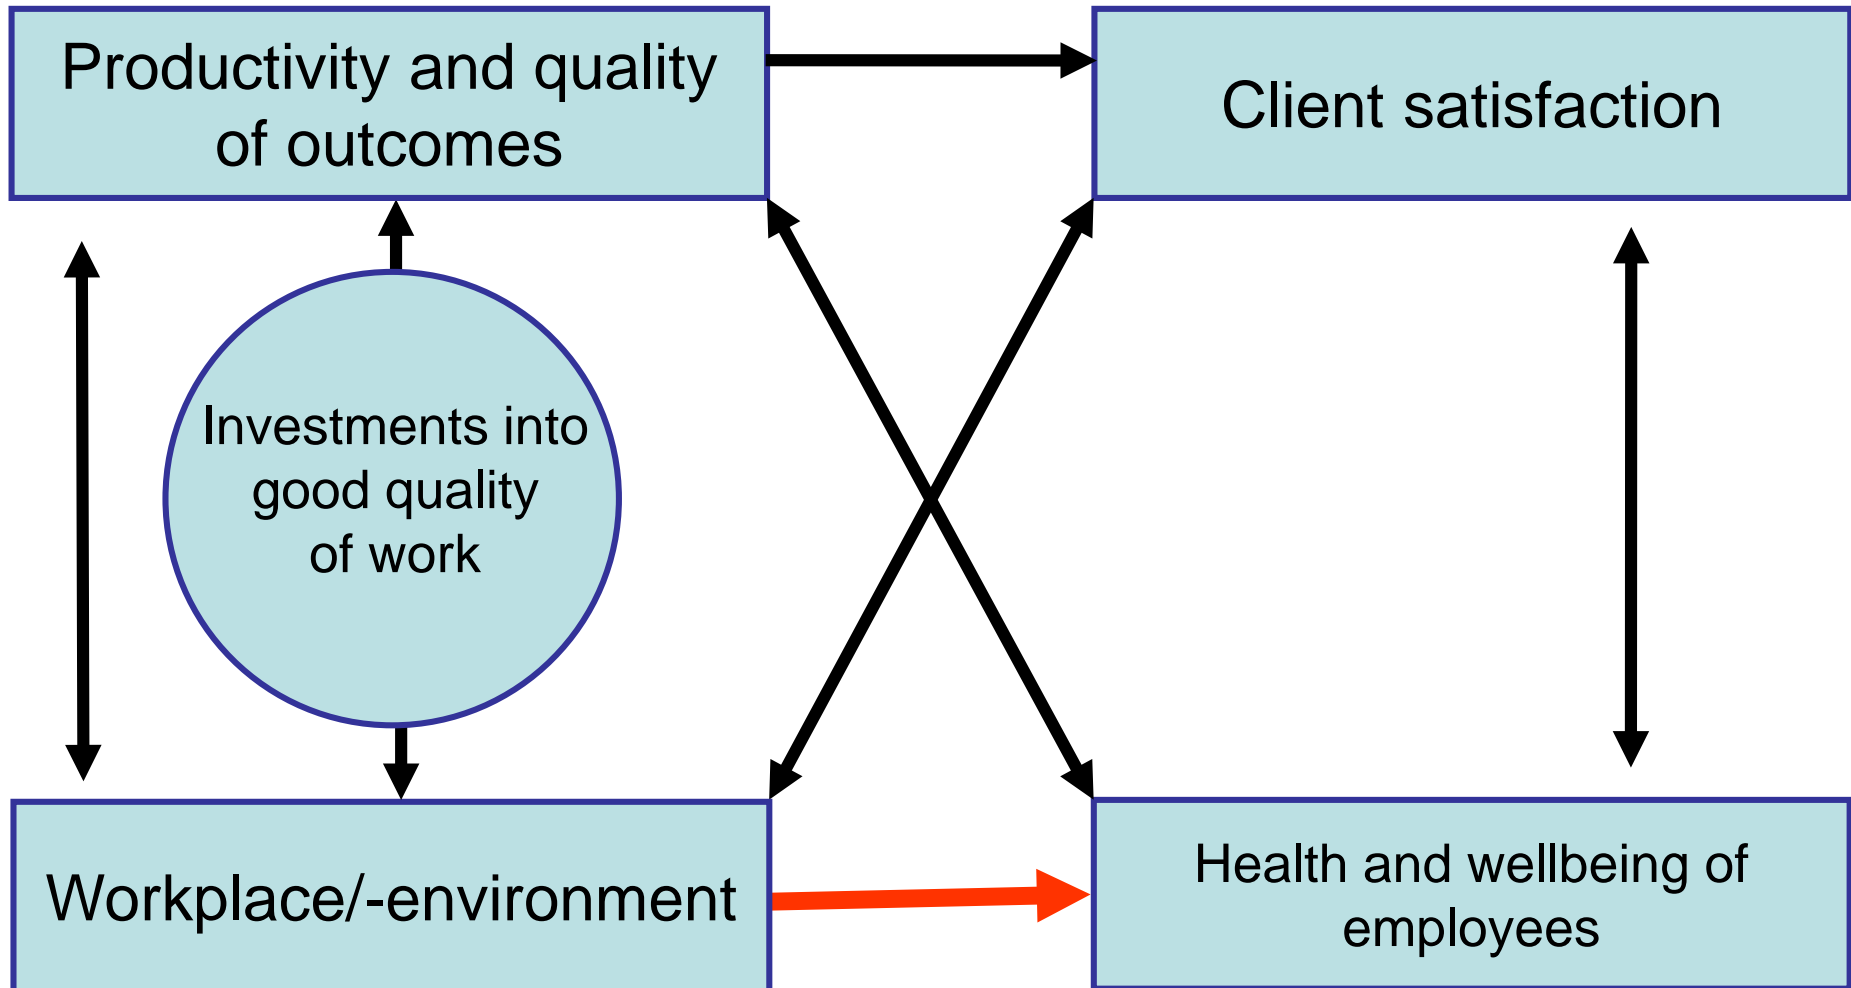 Productivity and quality
of outcomes
Client satisfaction
Investments into
good quality
of work
Workplace/-environment
Health and wellbeing of
employees